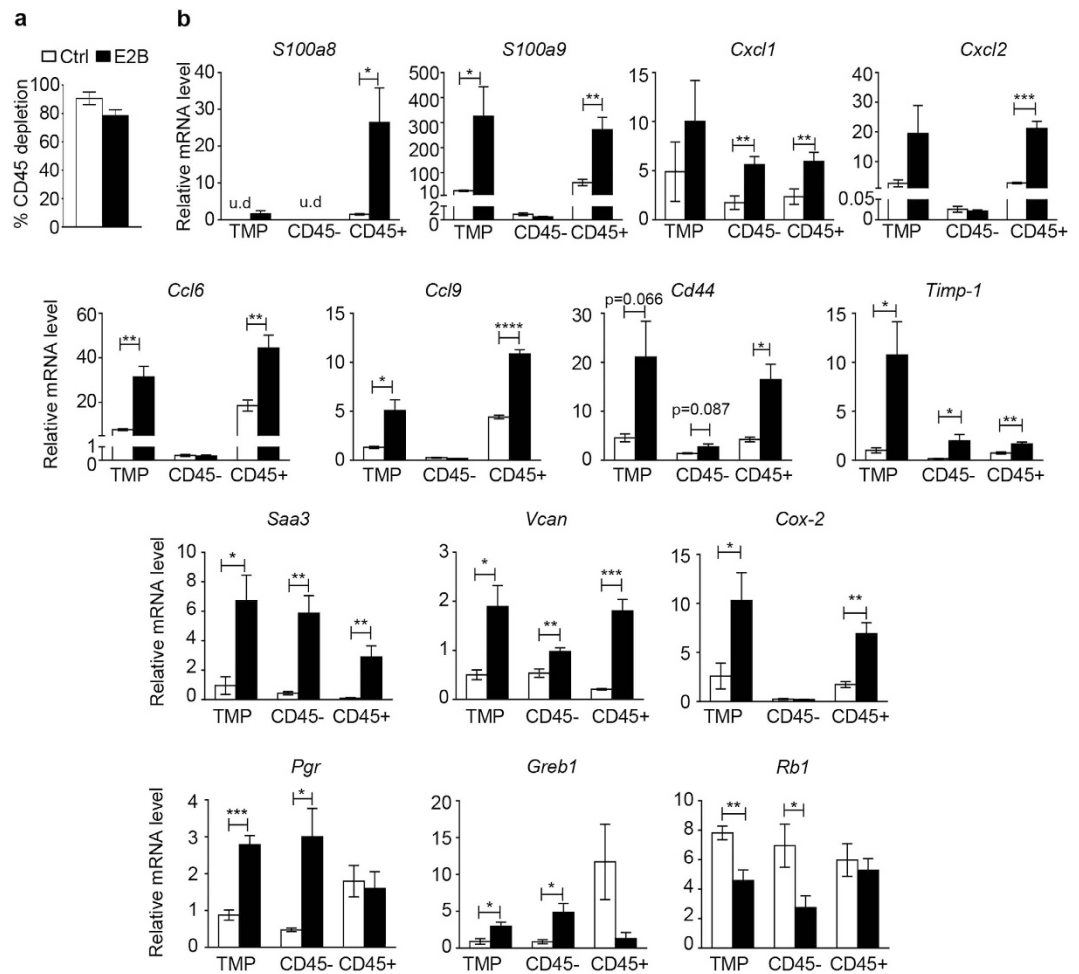 a
b
Ctrl E2B
% CD45 depletion
100
80
60
40
20
0
Relative mRNA level
S100a8
40
30
20
10
0
u.d
u.d
*
TMP CD45- CD45+
S100a9
500
400
300
200
100
10
2
0
*
**
TMP CD45- CD45+
Cxcl1
15
10
5
0
**
**
TMP CD45- CD45+
Cxcl2
40
30
20
10
0.05
0.00
***
TMP CD45- CD45+
Relative mRNA level
Ccl6
60
40
20
1
0
**
**
TMP CD45- CD45+
Ccl9
15
10
5
0
*
****
TMP CD45- CD45+
Cd44
30
20
10
0
p=0.066
p=0.087
*
TMP CD45- CD45+
Timp-1
15
10
5
0
*
*
**
TMP CD45- CD45+
Relative mRNA level
Saa3
10
8
6
4
2
0
*
**
**
TMP CD45- CD45+
Vcan
3
2
1
0
*
**
***
TMP CD45- CD45+
Cox-2
15
10
5
0
*
**
TMP CD45- CD45+
Relative mRNA level
Pgr
4
3
2
1
0
***
*
TMP CD45- CD45+
Greb1
20
15
10
5
0
*
*
TMP CD45- CD45+
Rb1
8
6
4
2
0
**
*
TMP CD45- CD45+